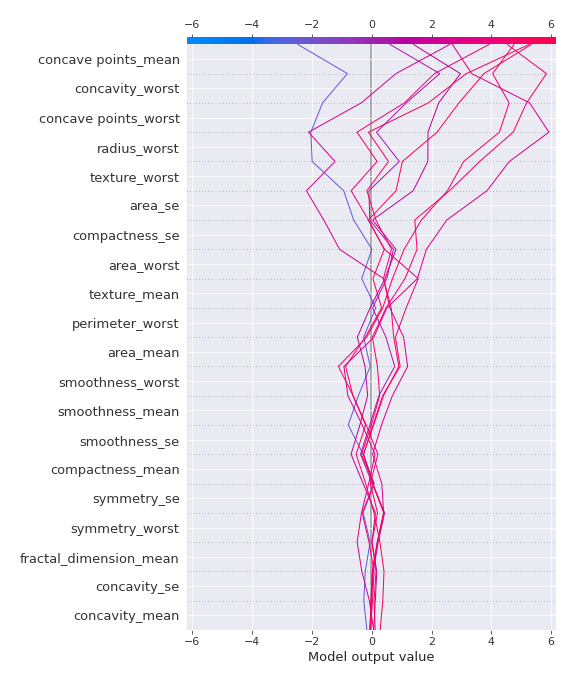 −6 −4 −2 0 2 4 6
concave points_mean
concavity_worst
concave points_worst
radius_worst
texture_worst
area_se
compactness_se
area_worst
texture_mean
perimeter_worst
area_mean
smoothness_worst
smoothness_mean
smoothness_se
compactness_mean
symmetry_se
symmetry_worst
fractal_dimension_mean
concavity_se
concavity_mean
−6 −4 −2 0 2 4 6
Model output value